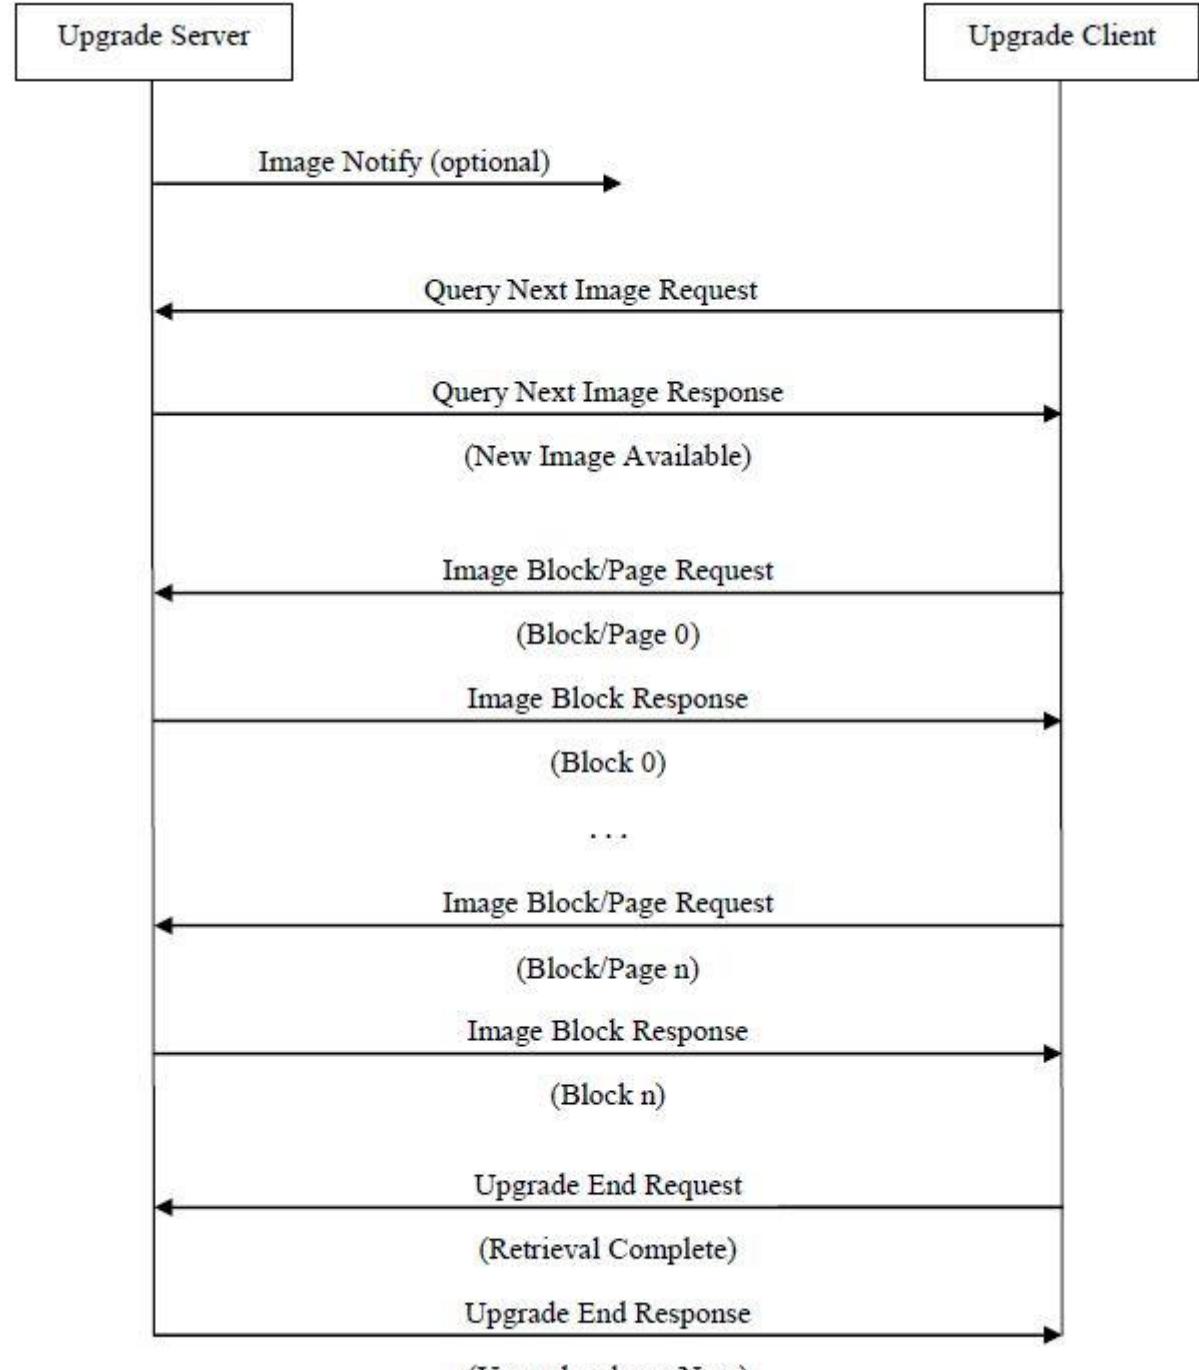 Upgrade Server
Upgrade Client
Image Notify (optional)
Query Next Image Request
Query Next Image Response
(New Image Available)
Image Block/Page Request
(Block/Page 0)
Image Block Response
(Block 0)
. . .
Image Block/Page Request
(Block/Page n)
Image Block Response
(Block n)
Upgrade End Request
(Retrieval Complete)
Upgrade End Response